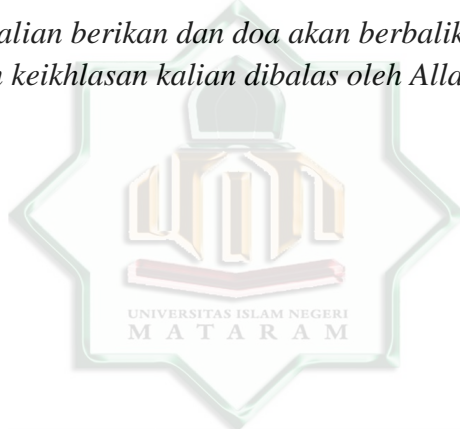 alian berikan dan doa akan berbalik
keikhlasan kalian dibalas oleh Alla
UNIVERSITAS ISLAM NEGERI
MATARAM